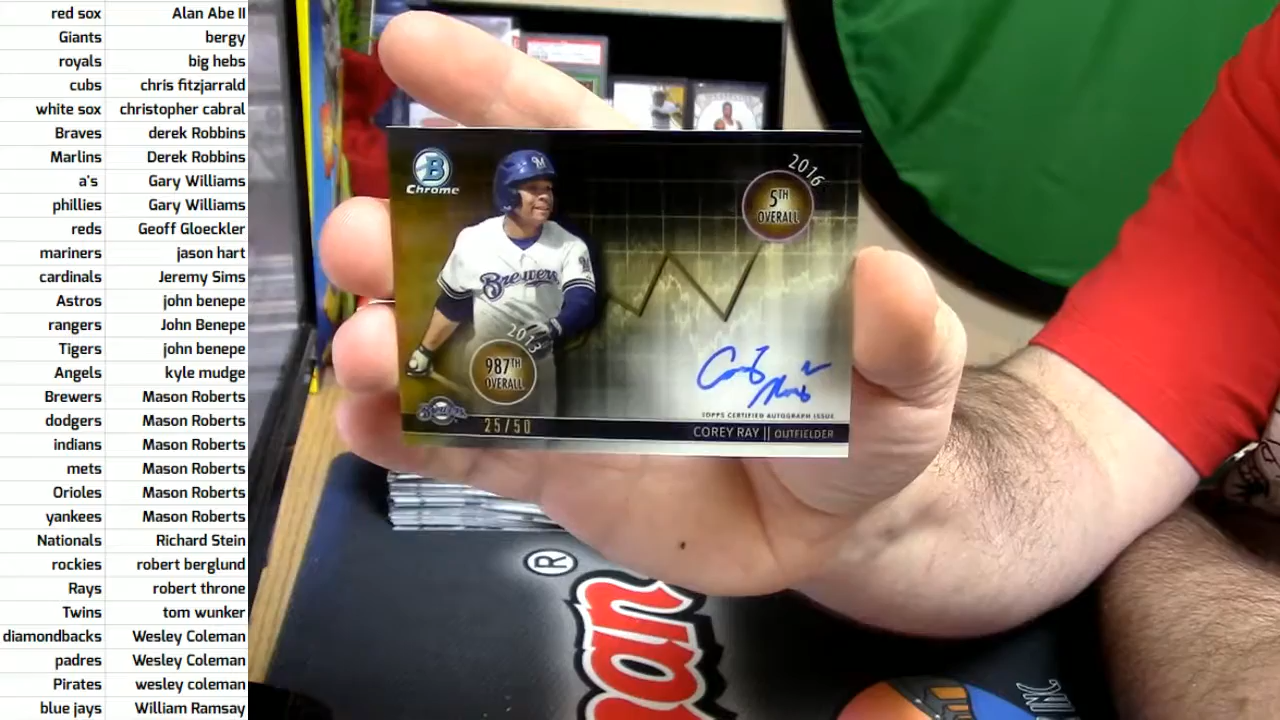 red sox Alan Abe II
Giants bergy
royals big hebs
cubs chris fitzjarrald
white sox christopher cabral
Braves derek Robbins
Marlins Derek Robbins
a's Gary Williams
phillies Gary Williams
reds Geoff Gloeckler
mariners jason hart
cardinals Jeremy Sims
Astros john benepe
rangers John Benepe
Tigers john benepe
Angels kyle mudge
Brewers Mason Roberts
dodgers Mason Roberts
indians Mason Roberts
mets Mason Roberts
Orioles Mason Roberts
yankees Mason Roberts
Nationals Richard Stein
rockies robert berglund
Rays robert throne
Twins tom wunker
diamondbacks Wesley Coleman
padres Wesley Coleman
Pirates wesley coleman
blue jays William Ramsay
B
Chrome
M
Brewers
2016
5TH
OVERALL
2013
987TH
OVERALL
Brewers
25/50
TOPPS CERTIFIED AUTOGRAPH ISSUE
COREY RAY || OUTFIELDER
®
INC